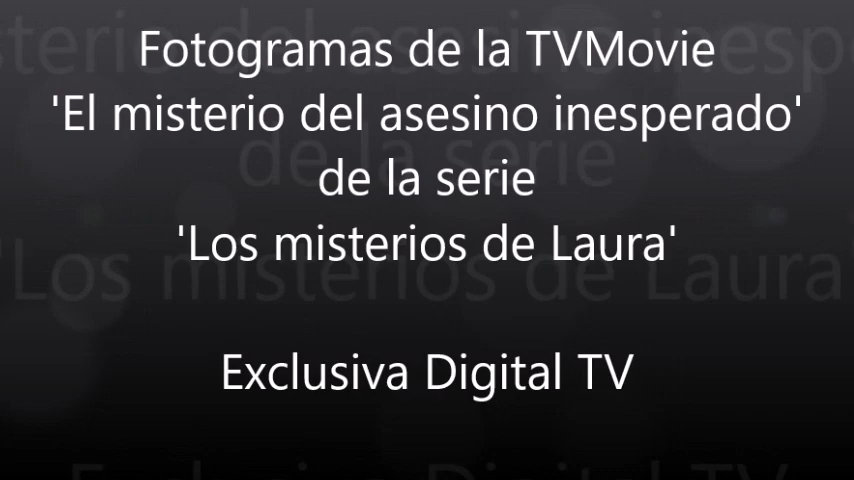 Fotogramas de la TVMovie
'El misterio del asesino inesperado'
de la serie
'Los misterios de Laura'
Exclusiva Digital TV